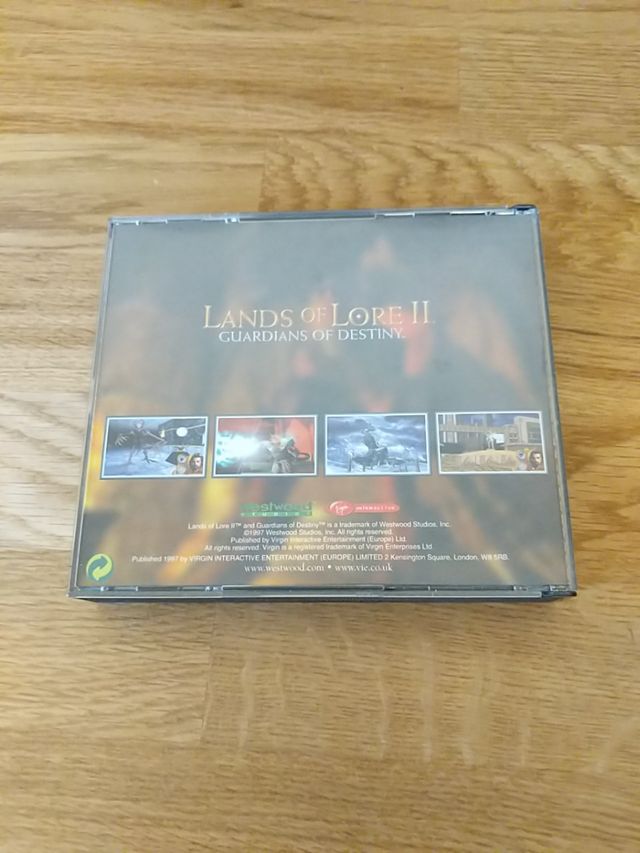 LANDS OF LORE II™
GUARDIANS OF DESTINY™
Westwood
Virgin INTERACTIVE
Lands of Lore II™ and Guardians of Destiny™ is a trademark of Westwood Studios, Inc.
©1997 Westwood Studios, Inc. All rights reserved.
Published by Virgin Interactive Entertainment (Europe) Ltd.
All rights reserved. Virgin is a registered trademark of Virgin Enterprises Ltd
Published 1997 by VIRGIN INTERACTIVE ENTERTAINMENT (EUROPE) LIMITED 2 Kensington Square, London, W8 5RB.
www.westwood.com • www.vie.co.uk